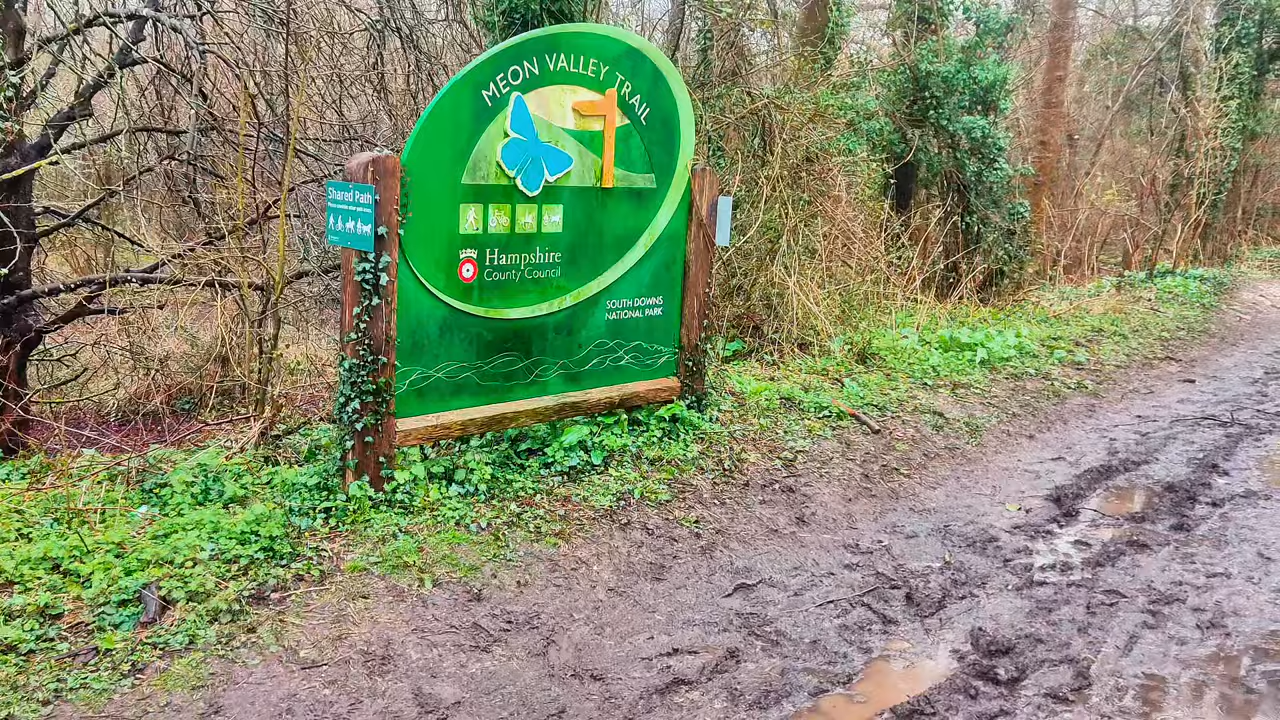 MEON VALLEY TRAIL
Shared Path
Hampshire
County Council
SOUTH DOWNS
NATIONAL PARK